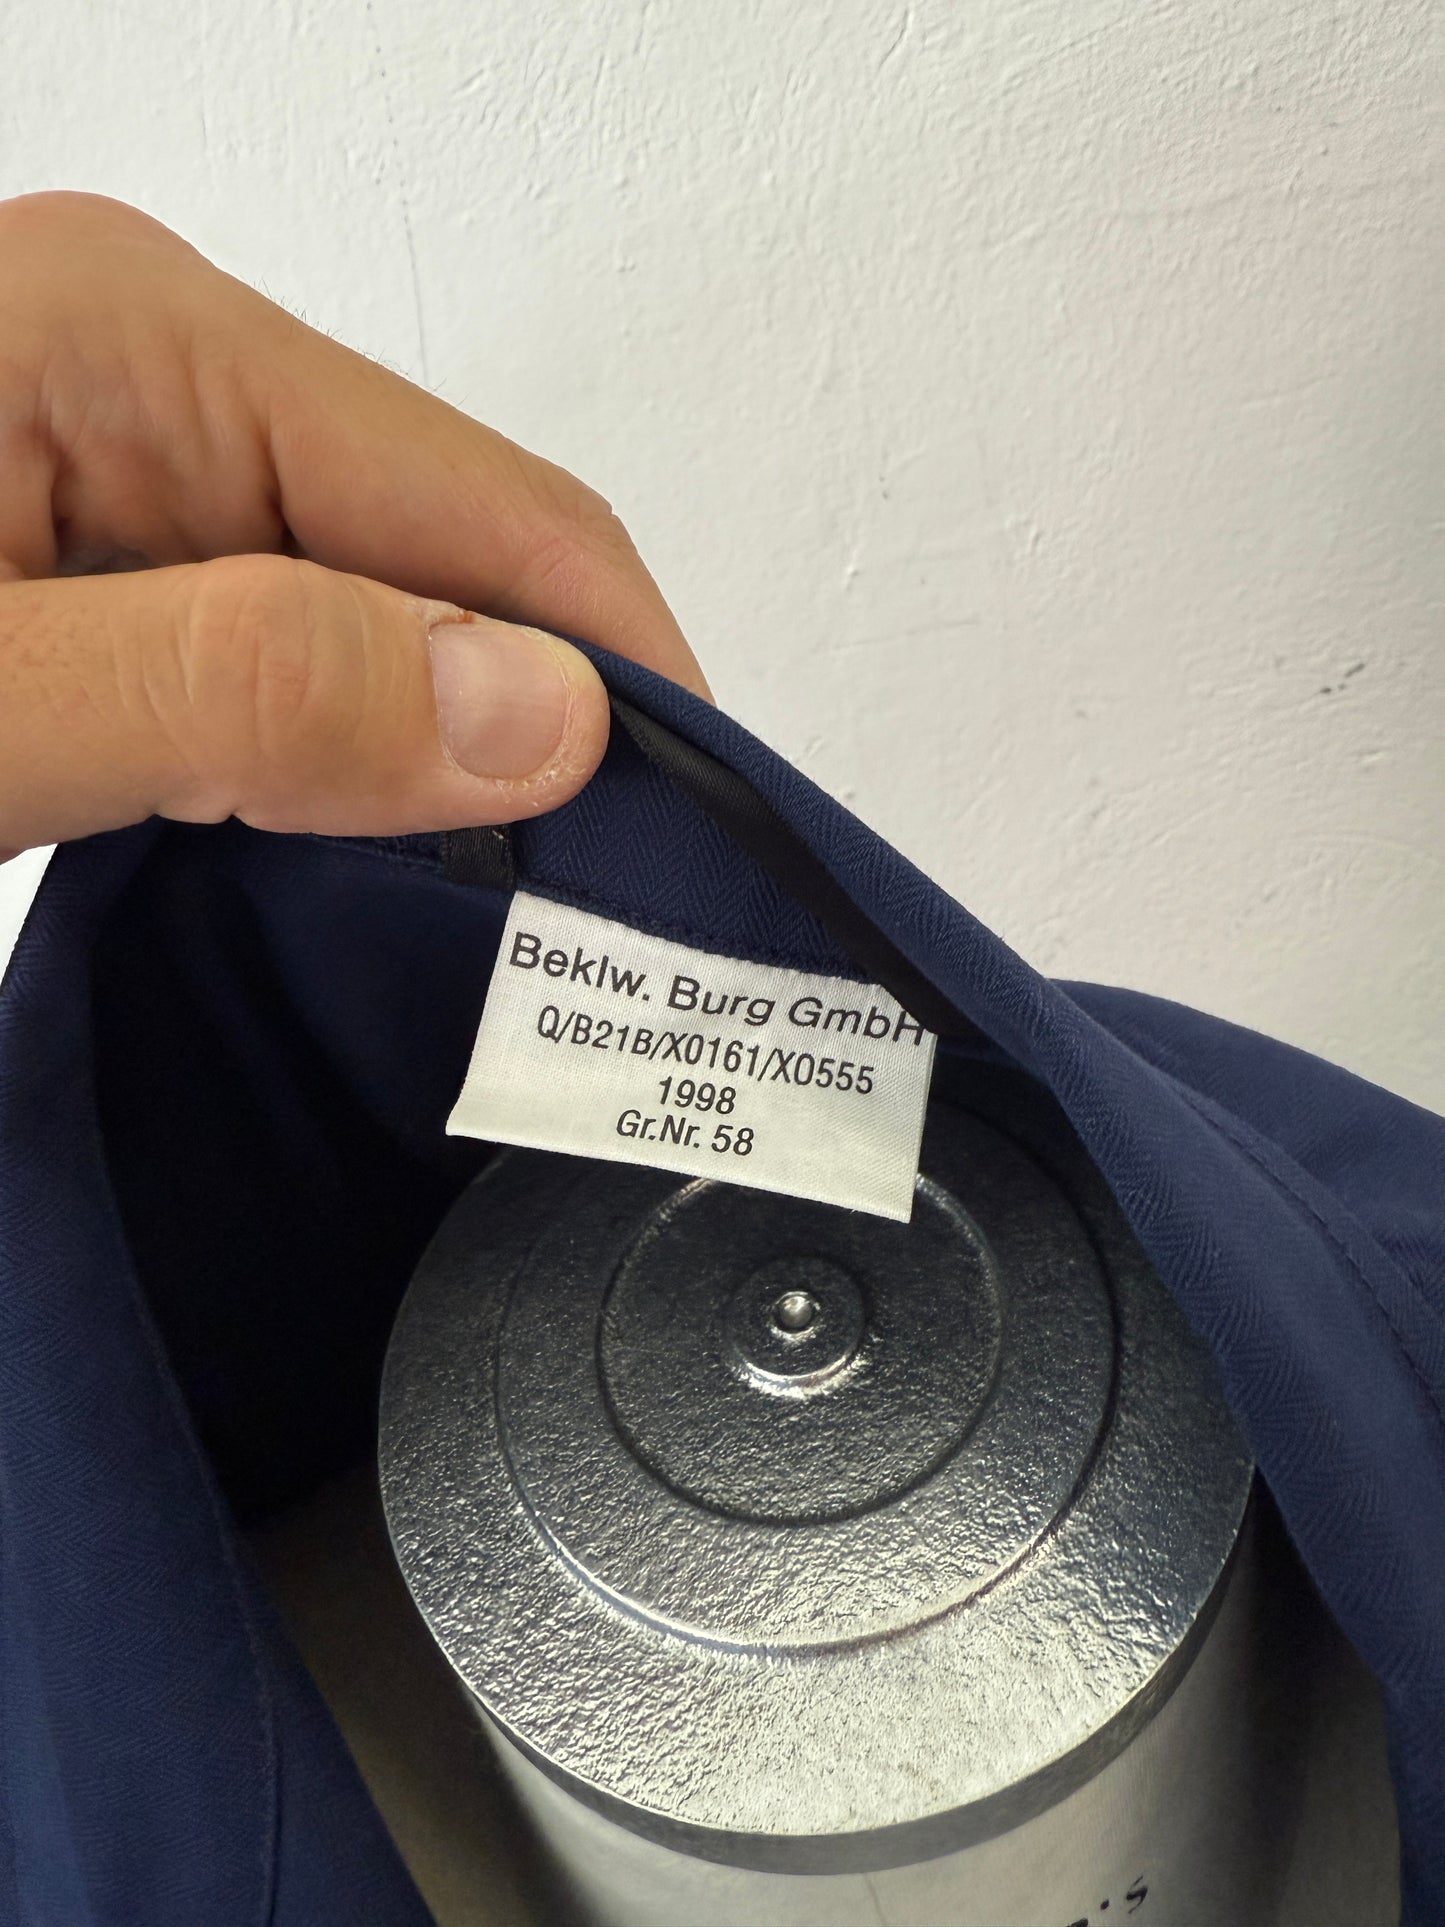 Beklw. Burg GmbH
Q/B21B/X0161/X0555
1998
Gr.Nr. 58